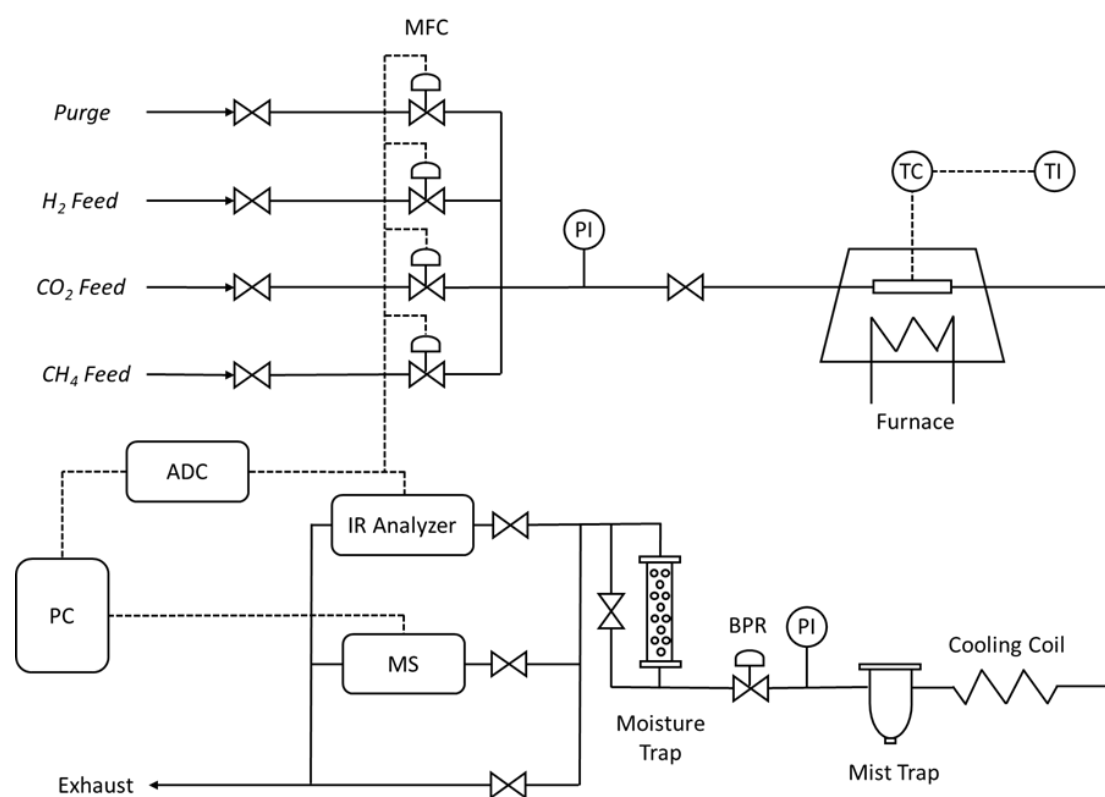 MFC
Purge
H₂ Feed
CO₂ Feed
CH₄ Feed
PI
TC
TI
Furnace
ADC
IR Analyzer
PC
MS
BPR
PI
Cooling Coil
Moisture
Trap
Mist Trap
Exhaust